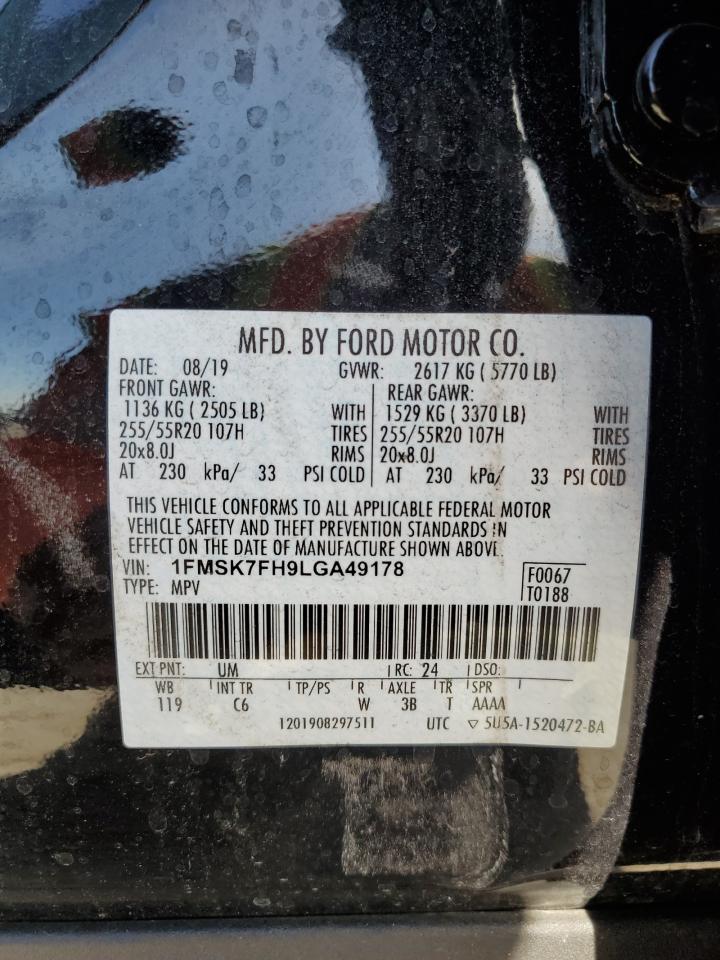 MFD. BY FORD MOTOR CO.
DATE: 08/19 GVWR: 2617 KG ( 5770 LB)
FRONT GAWR: REAR GAWR:
1136 KG ( 2505 LB) WITH 1529 KG ( 3370 LB) WITH
255/55R20 107H TIRES 255/55R20 107H TIRES
20x8.0J RIMS 20x8.0J RIMS
AT 230 kPa/ 33 PSI COLD AT 230 kPa/ 33 PSI COLD
THIS VEHICLE CONFORMS TO ALL APPLICABLE FEDERAL MOTOR
VEHICLE SAFETY AND THEFT PREVENTION STANDARDS IN
EFFECT ON THE DATE OF MANUFACTURE SHOWN ABOVE.
VIN: 1FMSK7FH9LGA49178 F0067
TYPE: MPV T0188
EXT PNT: UM RC: 24 DSO:
WB INT TR TP/PS R AXLE TR SPR
119 C6 W 3B T AAAA
1201908297511 UTC ▽ 5U5A-1520472-BA